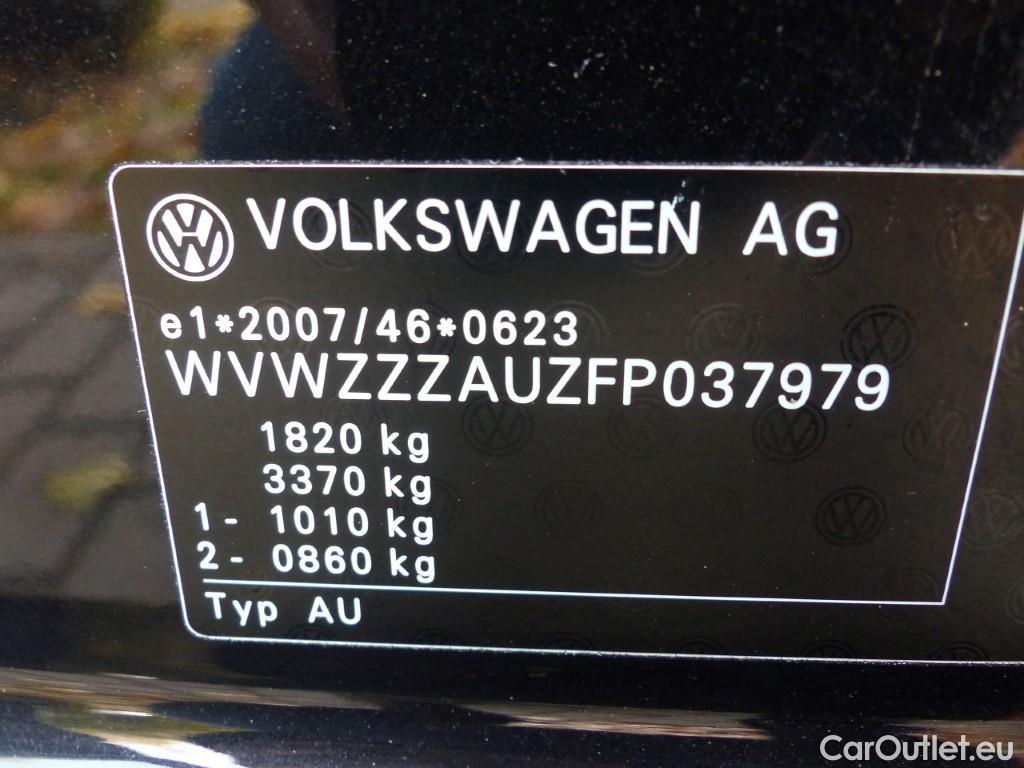 VOLKSWAGEN AG
e1*2007/46*0623
WVWZZZAUZFP037979
1820 kg
3370 kg
1- 1010 kg
2- 0860 kg
Typ AU
CarOutlet.eu